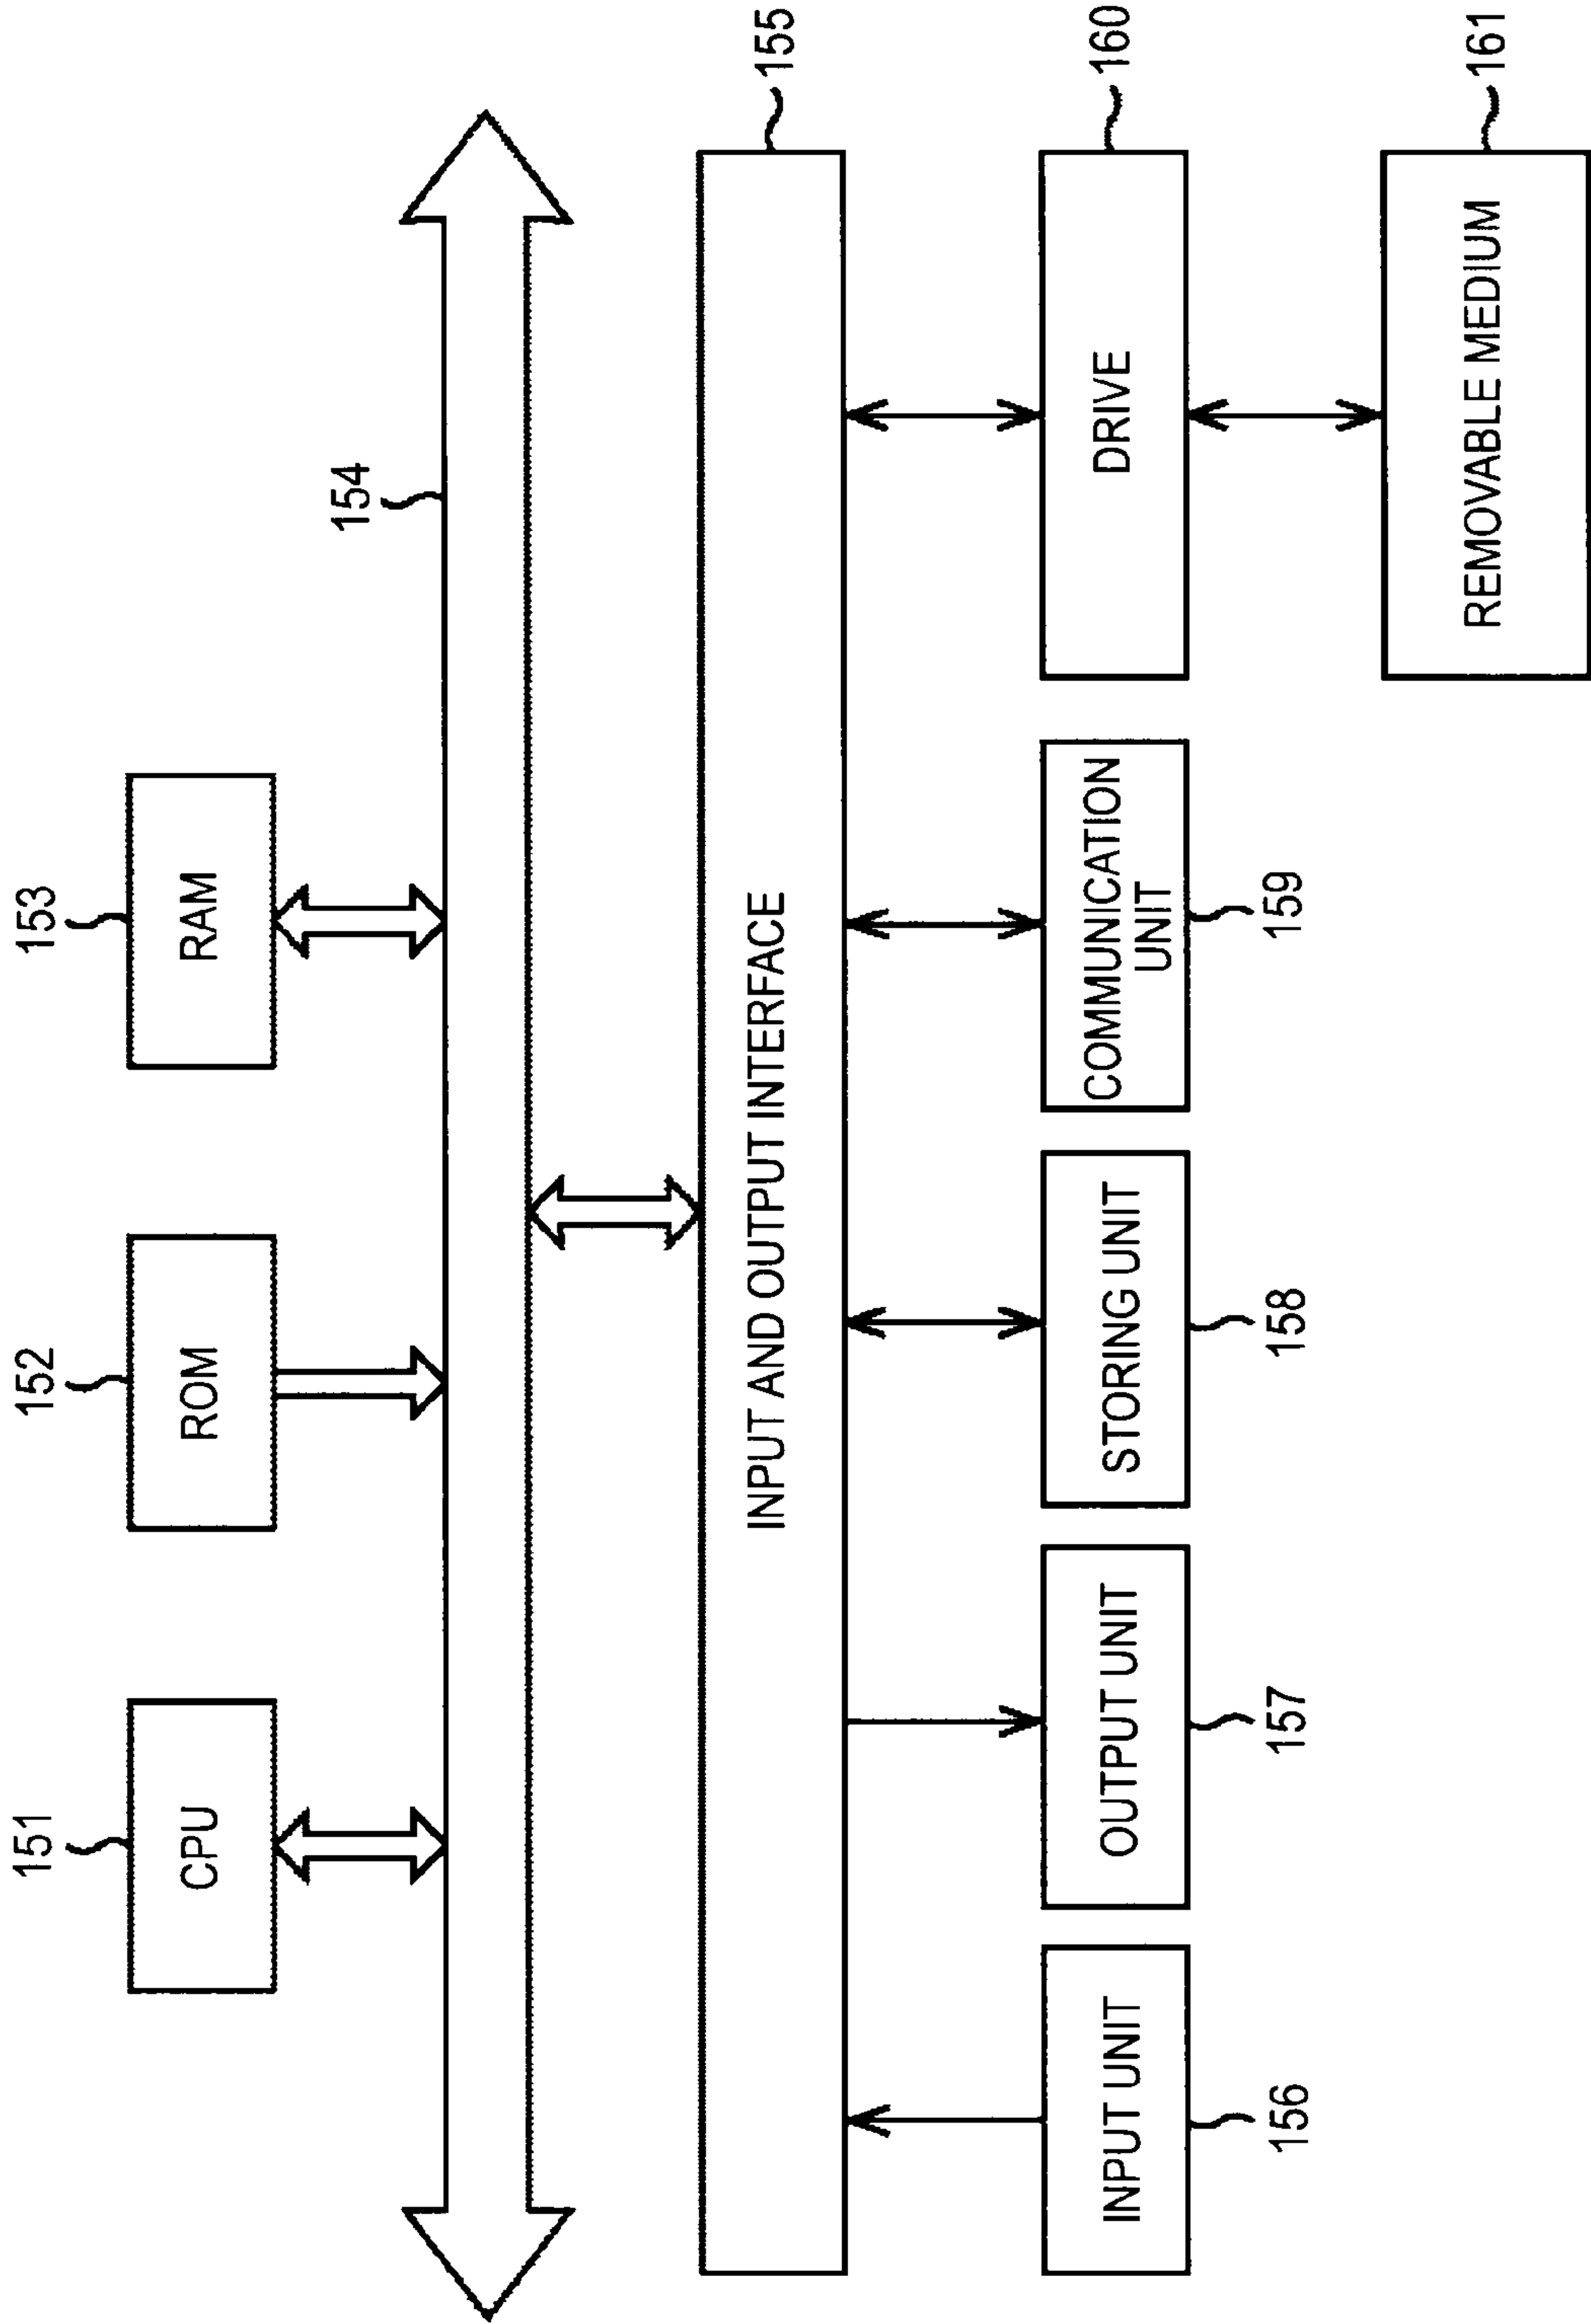 151
152
153
CPU
ROM
RAM
154
155
INPUT AND OUTPUT INTERFACE
INPUT UNIT
OUTPUT UNIT
STORING UNIT
COMMUNICATION
UNIT
DRIVE
160
156
157
158
159
REMOVABLE MEDIUM
161